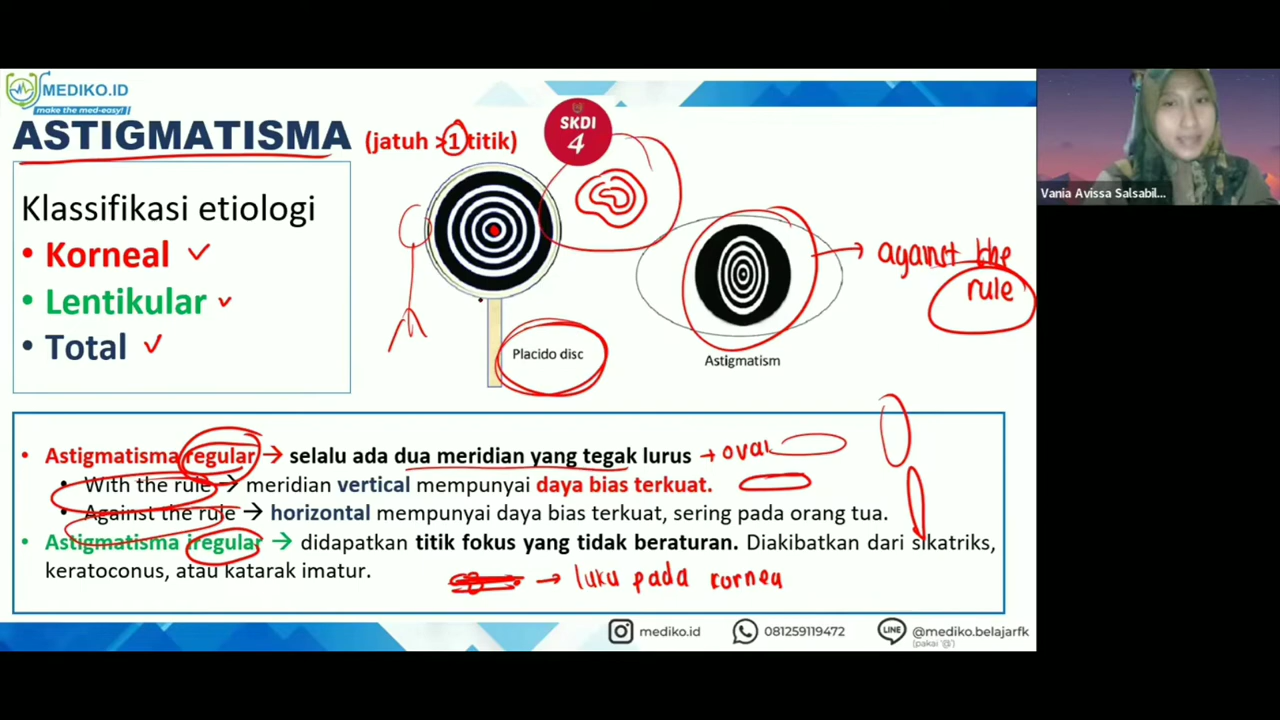 MEDIKO.ID
make the med-easy!
ASTIGMATISMA (jatuh >1 titik)
SKDI
4
Vania Avissa Salsabil...
Klassifikasi etiologi
• Korneal
• Lentikular
• Total
Placido disc
Astigmatism
against the
rule
• Astigmatisma regular → selalu ada dua meridian yang tegak lurus → oval
• With the rule → meridian vertical mempunyai daya bias terkuat.
• Against the rule → horizontal mempunyai daya bias terkuat, sering pada orang tua.
• Astigmatisma iregular → didapatkan titik fokus yang tidak beraturan. Diakibatkan dari sikatriks,
keratoconus, atau katarak imatur.
→ luka pada kornea
mediko.id
081259119472
LINE
@mediko.belajarfk
(pakai '@')